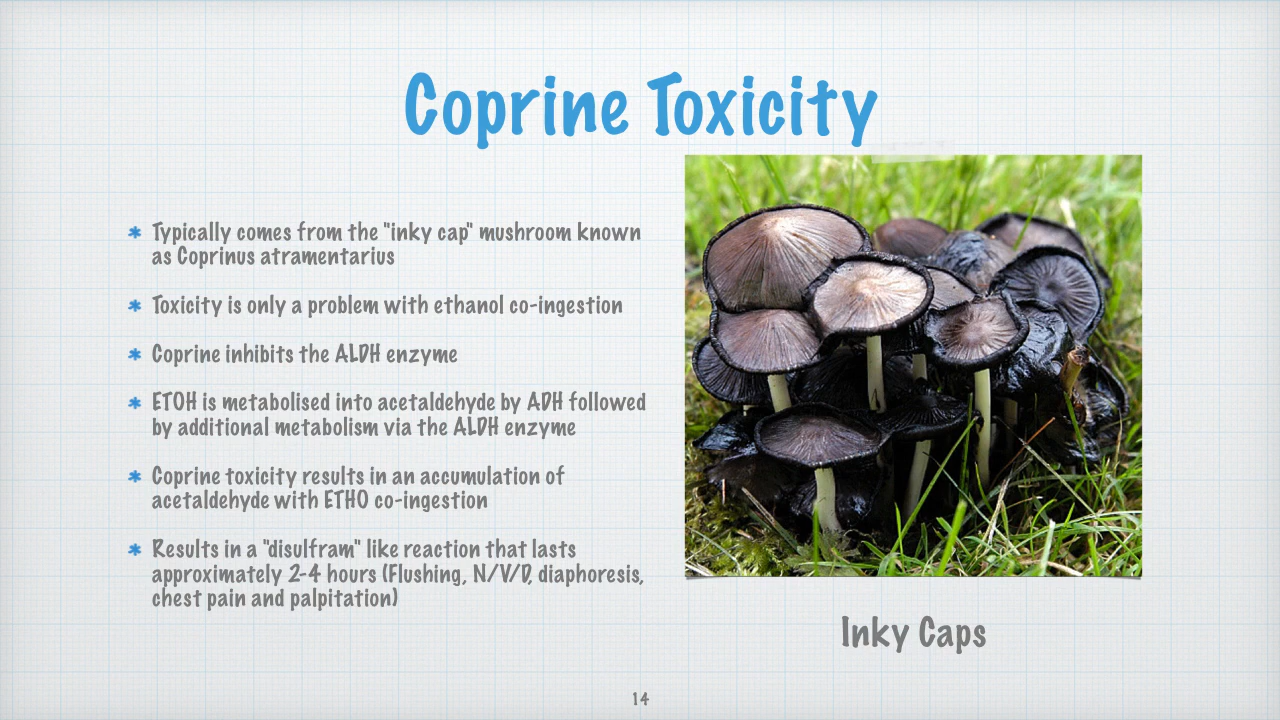 Coprine Toxicity
Typically comes from the "inky cap" mushroom known
as Coprinus atramentarius
Toxicity is only a problem with ethanol co-ingestion
Coprine inhibits the ALDH enzyme
ETOH is metabolised into acetaldehyde by ADH followed
by additional metabolism via the ALDH enzyme
Coprine toxicity results in an accumulation of
acetaldehyde with ETHO co-ingestion
Results in a "disulfram" like reaction that lasts
approximately 2-4 hours (Flushing, N/V/D, diaphoresis,
chest pain and palpitation)
Inky Caps
14